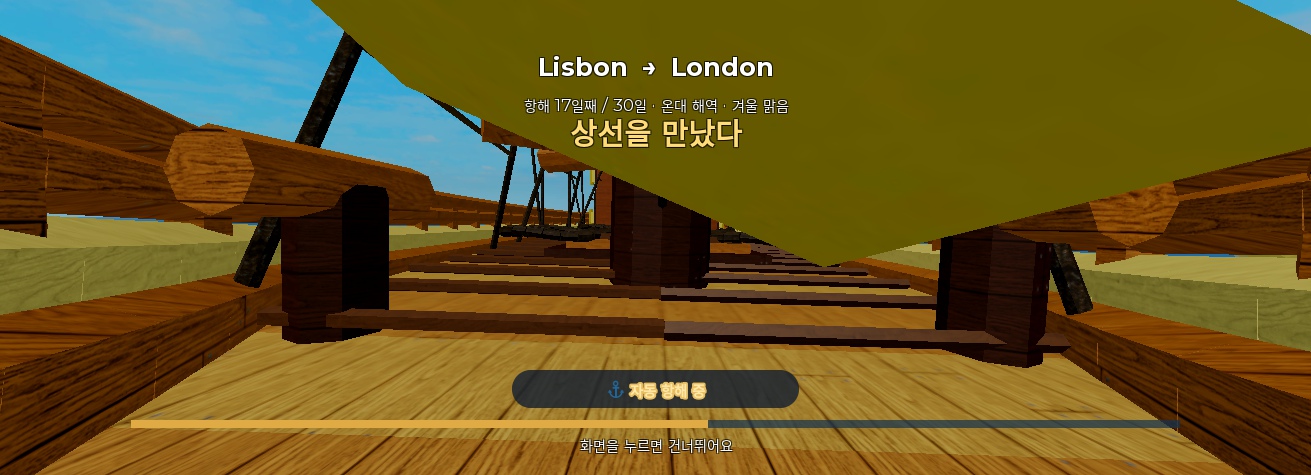 Lisbon → London
항해 17일째 / 30일 · 온대 해역 · 겨울 맑음
상선을 만났다
⚓ 자동 항해 중
화면을 누르면 건너뛰어요